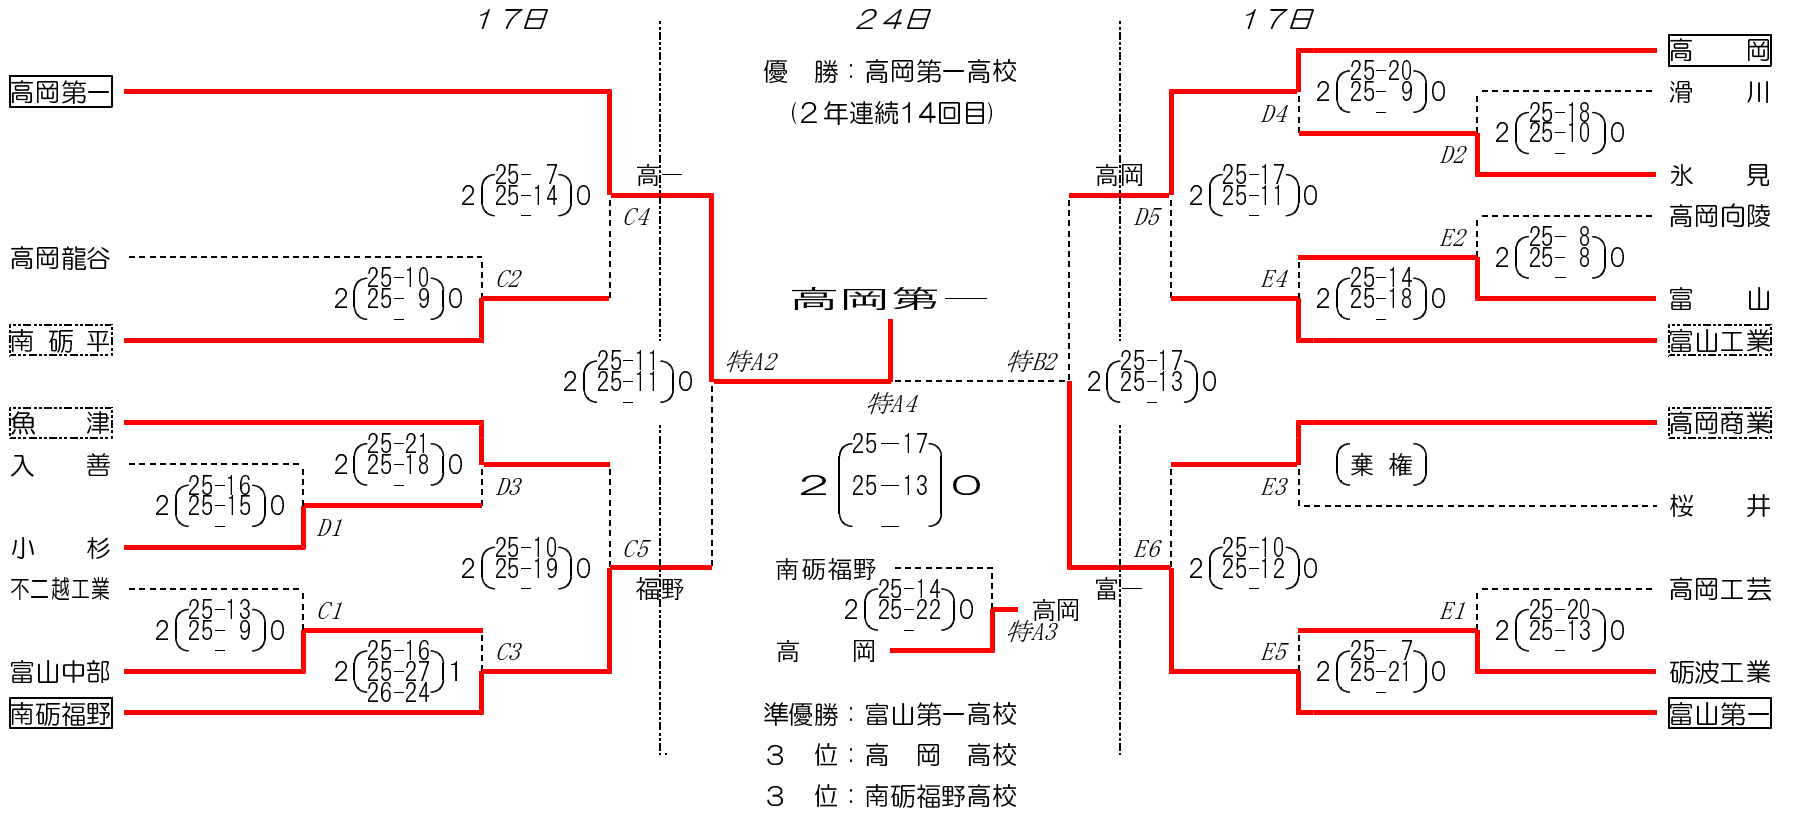 17日
24日
17日
優　勝：高岡第一高校
(2年連続14回目)
高岡第一
25- 7
2 25-14 0
-
C4
高一
高岡龍谷
25-10
2 25- 9 0
-
C2
南砺平
25-11
2 25-11 0
-
特A2
魚　津
25-21
2 25-18 0
-
D3
入　善
25-16
2 25-15 0
-
D1
小　杉
25-10
2 25-19 0
-
C5
福野
不二越工業
25-13
2 25- 9 0
-
C1
富山中部
25-16
2 25-27 1
26-24
C3
南砺福野
高岡第一
特A4
25-17
2 25-13 0
-
南砺福野
25-14
2 25-22 0
-
高岡
特A3
高　岡
準優勝：富山第一高校
3　位：高　岡　高校
3　位：南砺福野高校
高　岡
25-20
2 25- 9 0
-
D4
滑　川
25-18
2 25-10 0
-
D2
氷　見
高岡
25-17
2 25-11 0
-
D5
高岡向陵
25- 8
2 25- 8 0
-
E2
富　山
25-14
2 25-18 0
-
E4
富山工業
特B2
25-17
2 25-13 0
-
高岡商業
(棄権)
E3
桜　井
E6
25-10
2 25-12 0
-
富一
高岡工芸
25-20
2 25-13 0
-
E1
砺波工業
25- 7
2 25-21 0
-
E5
富山第一